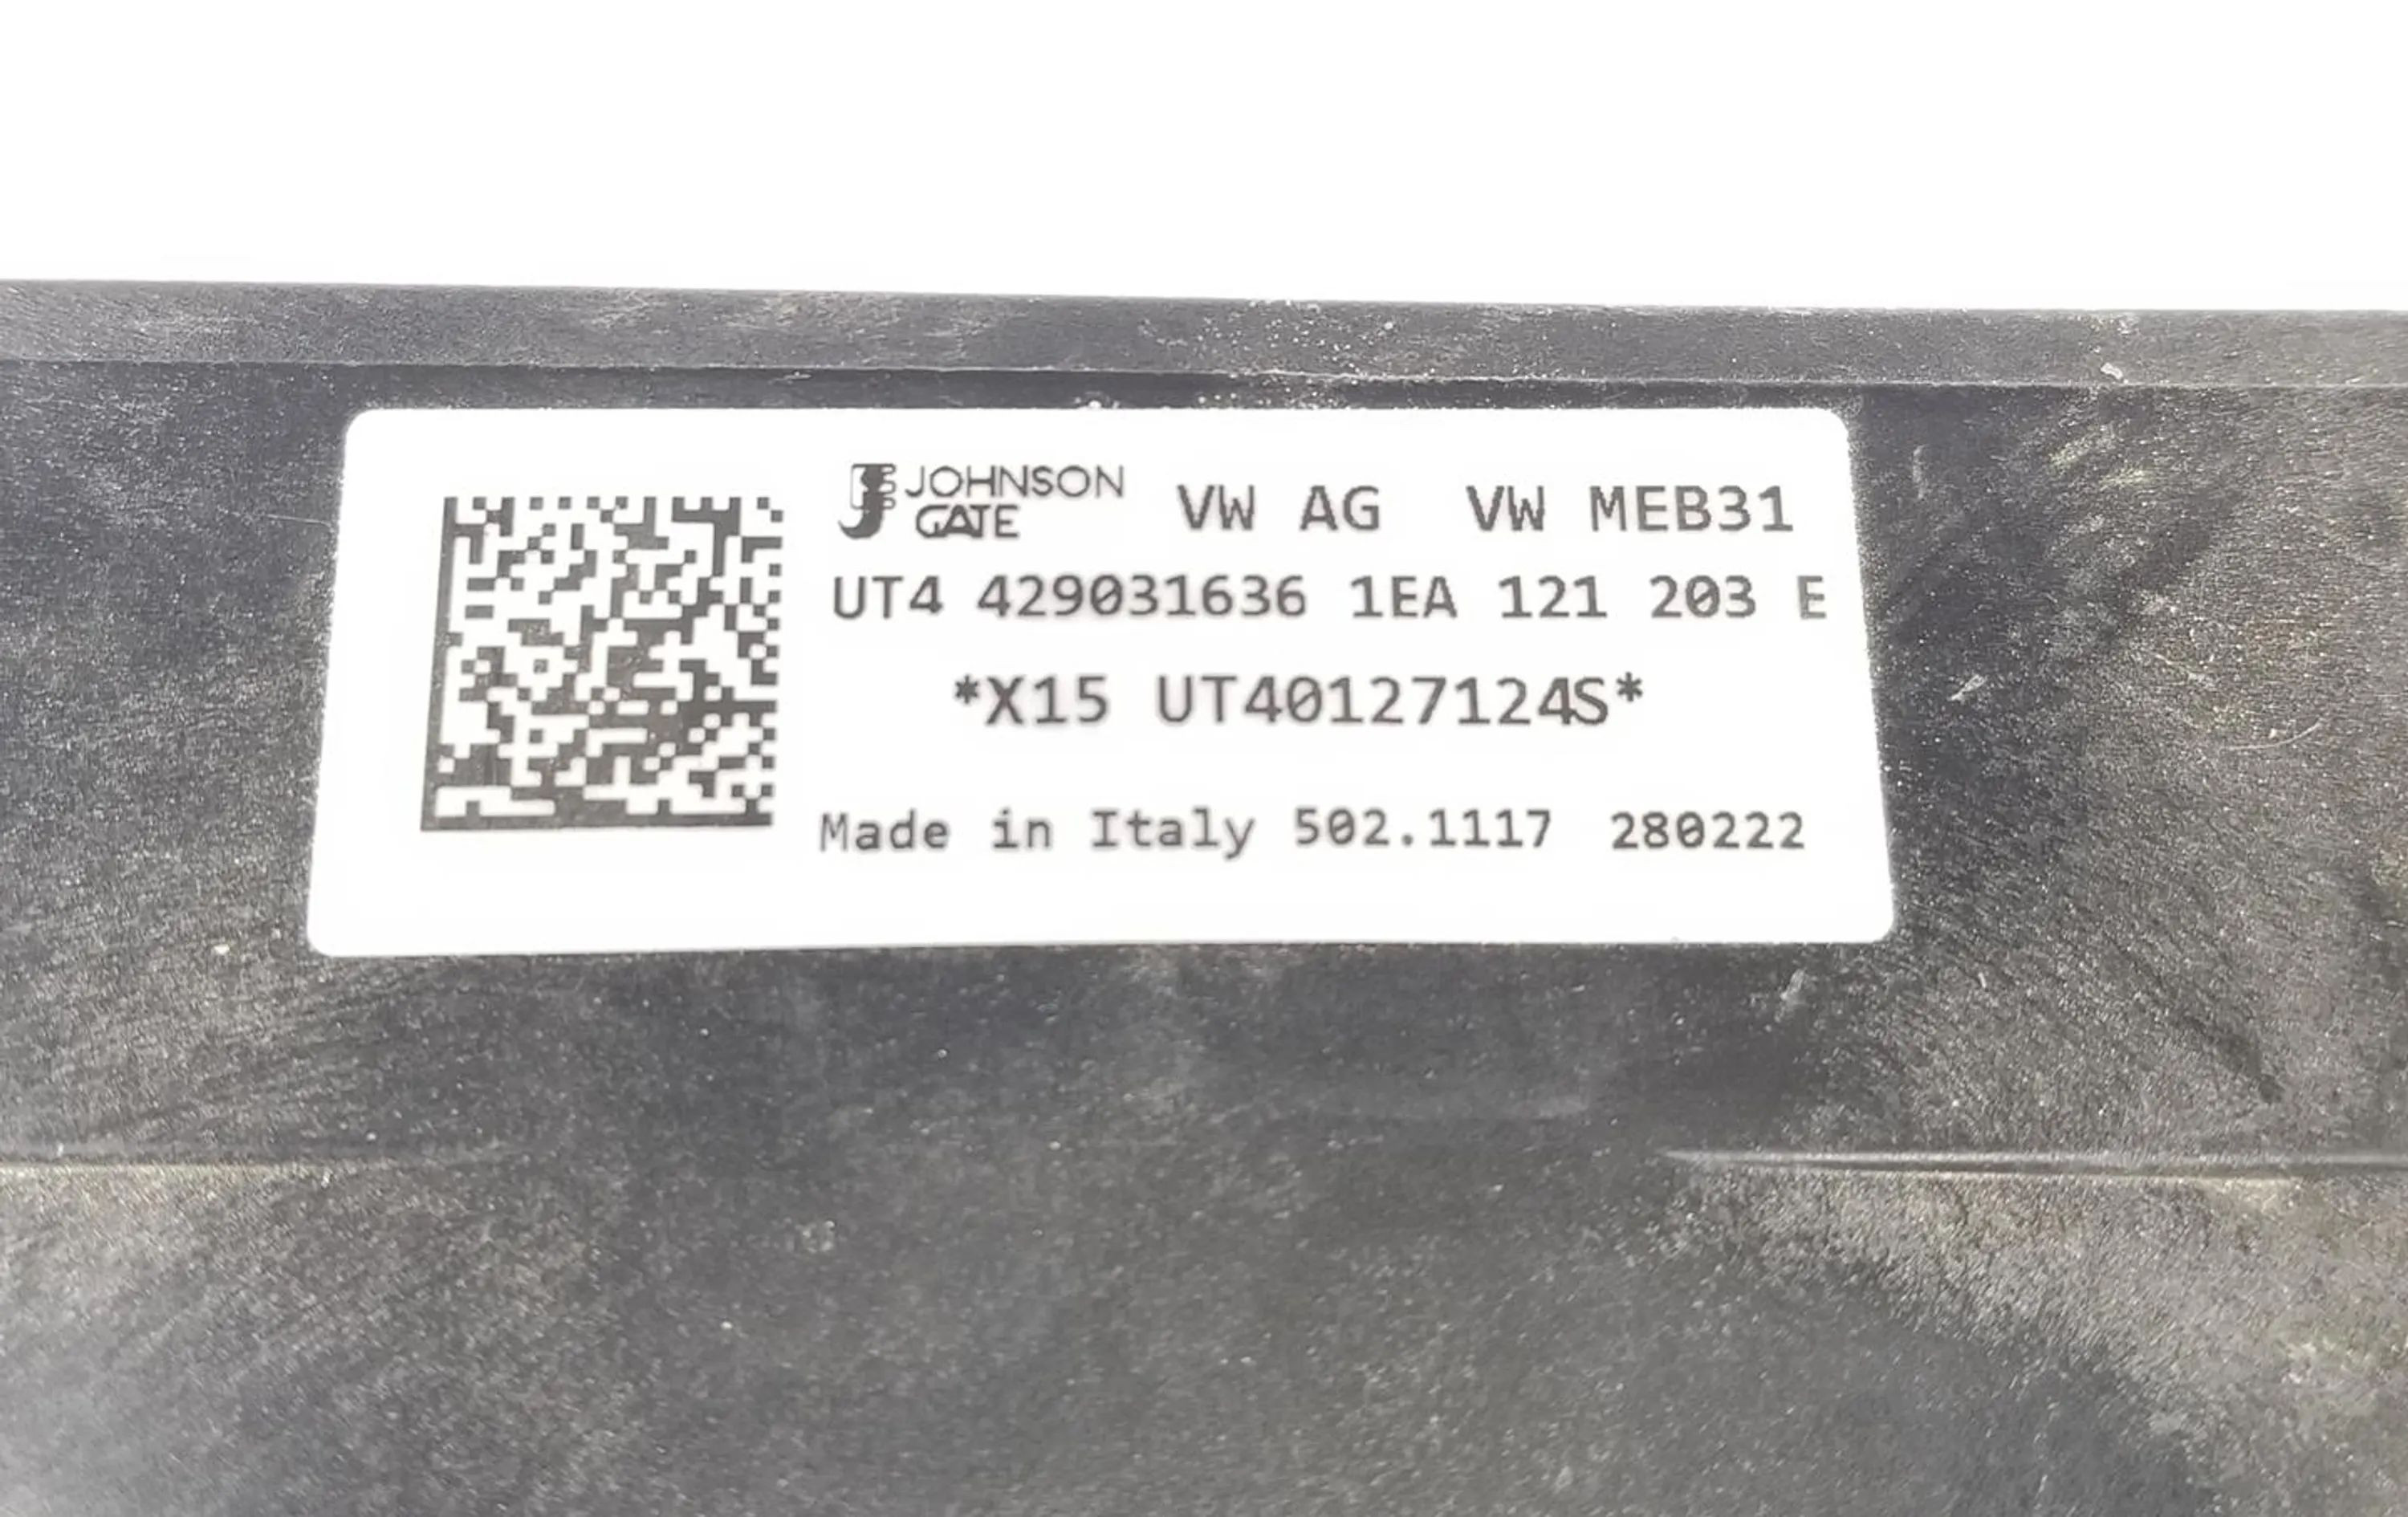 JOHNSON
GATE
VW AG VW MEB31
UT4 429031636 1EA 121 203 E
*X15 UT40127124S*
Made in Italy 502.1117 280222